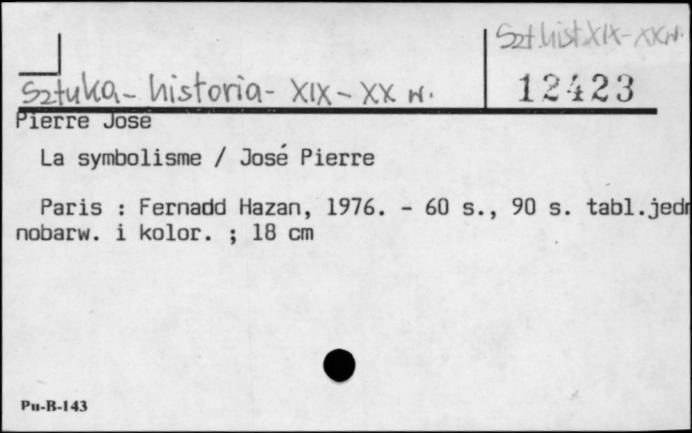 Szt.hist.XIX-XXw.
Sztuka - historia - XIX - XX w.
12423
Pierre Jose
La symbolisme / José Pierre
Paris : Fernadd Hazan, 1976. - 60 s., 90 s. tabl.jed
nobarw. i kolor. ; 18 cm
Pu-B-143